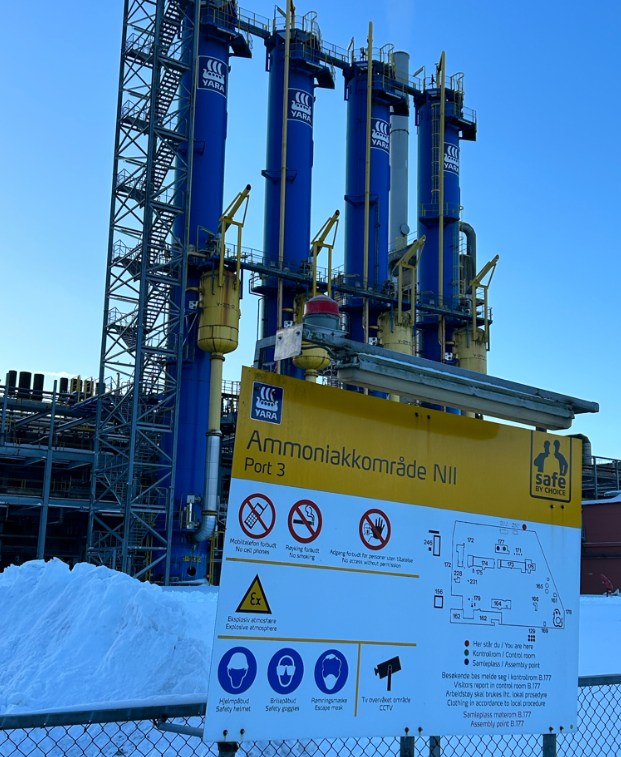 YARA
YARA
YARA
YARA
YARA
Ammoniakkområde NII
Port 3
safe
BY CHOICE
Mobiltelefon forbudt
No cell phones
Røyking forbudt
No smoking
Adgang forbudt for personer uten tillatelse
No access without permission
Ex
Eksplosiv atmosfære
Explosive atmosphere
Hjelmpåbud
Safety helmet
Brillepåbud
Safety goggles
Rømningsmaske
Escape mask
Tv overvåket område
CCTV
Her står du / You are here
Kontrollrom / Control room
Samleplass / Assembly point
Besøkende bes melde seg i kontrollrom B.177
Visitors report in control room B.177
Arbeidstøy skal brukes iht. lokal prosedyre
Clothing in accordance to local procedure
Samleplass møterom B.177
Assembly point B.177